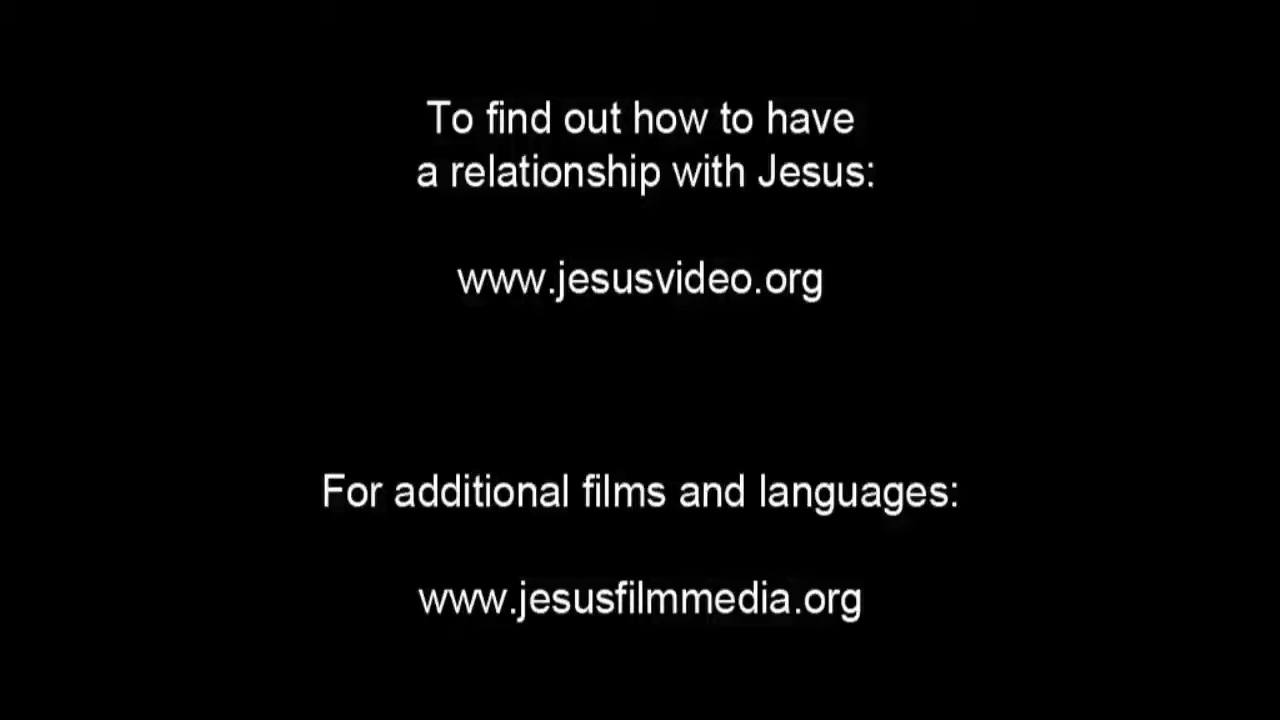 To find out how to have
a relationship with Jesus:
www.jesusvideo.org
For additional films and languages:
www.jesusfilmmedia.org